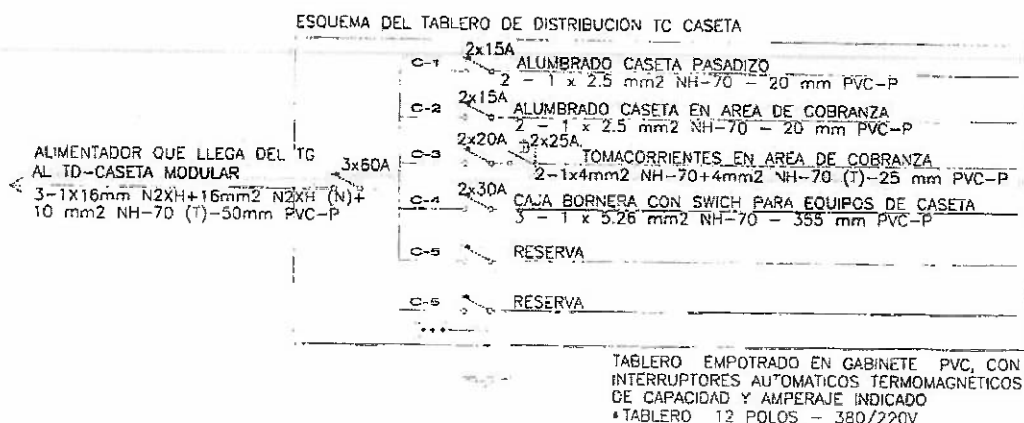 ESQUEMA DEL TABLERO DE DISTRIBUCION TC CASETA
2x15A
C-1 ALUMBRADO CASETA PASADIZO
2 - 1 x 2.5 mm2 NH-70 - 20 mm PVC-P
2x15A
C-2 ALUMBRADO CASETA EN AREA DE COBRANZA
2 - 1 x 2.5 mm2 NH-70 - 20 mm PVC-P
2x20A 2x25A
C-3 TOMACORRIENTES EN AREA DE COBRANZA
2-1x4mm2 NH-70+4mm2 NH-70 (T)-25 mm PVC-P
ALIMENTADOR QUE LLEGA DEL TG
AL TD-CASETA MODULAR
3x60A
3-1X16mm N2XH+16mm2 N2XH (N)+
10 mm2 NH-70 (T)-50mm PVC-P
2x30A
C-4 CAJA BORNERA CON SWICH PARA EQUIPOS DE CASETA
3 - 1 x 5.26 mm2 NH-70 - 355 mm PVC-P
C-5 RESERVA
C-6 RESERVA
TABLERO EMPOTRADO EN GABINETE PVC, CON
INTERRUPTORES AUTOMATICOS TERMOMAGNETICOS
DE CAPACIDAD Y AMPERAJE INDICADO
*TABLERO 12 POLOS - 380/220V